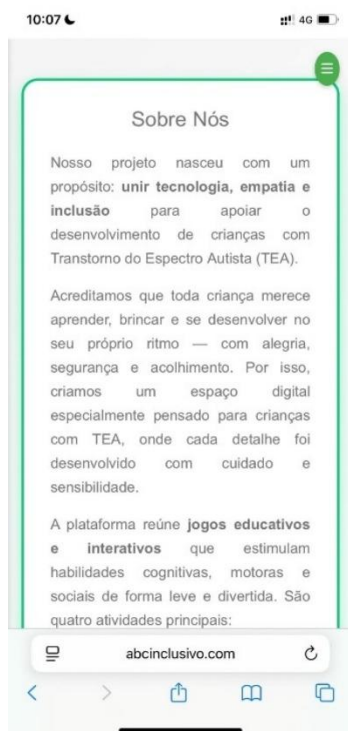 10:07
4G
Sobre Nós
Nosso projeto nasceu com um
propósito: unir tecnologia, empatia e
inclusão para apoiar o
desenvolvimento de crianças com
Transtorno do Espectro Autista (TEA).
Acreditamos que toda criança merece
aprender, brincar e se desenvolver no
seu próprio ritmo — com alegria,
segurança e acolhimento. Por isso,
criamos um espaço digital
especialmente pensado para crianças
com TEA, onde cada detalhe foi
desenvolvido com cuidado e
sensibilidade.
A plataforma reúne jogos educativos
e interativos que estimulam
habilidades cognitivas, motoras e
sociais de forma leve e divertida. São
quatro atividades principais:
abcinclusivo.com